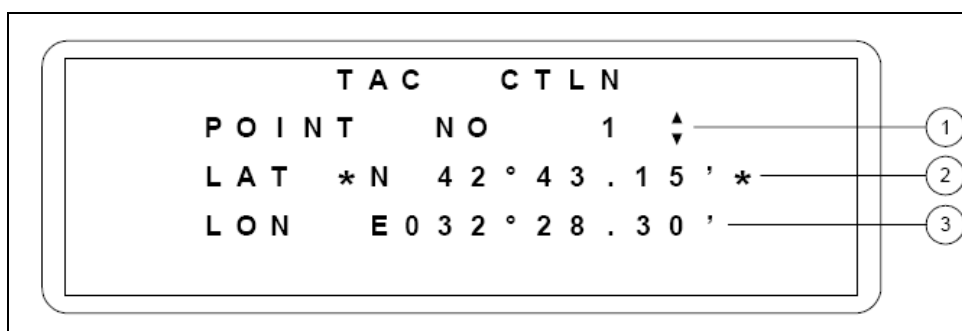 TAC CTLN
POINT NO 1 ▲▼ 1
LAT *N 42°43.15’* 2
LON E032°28.30’ 3